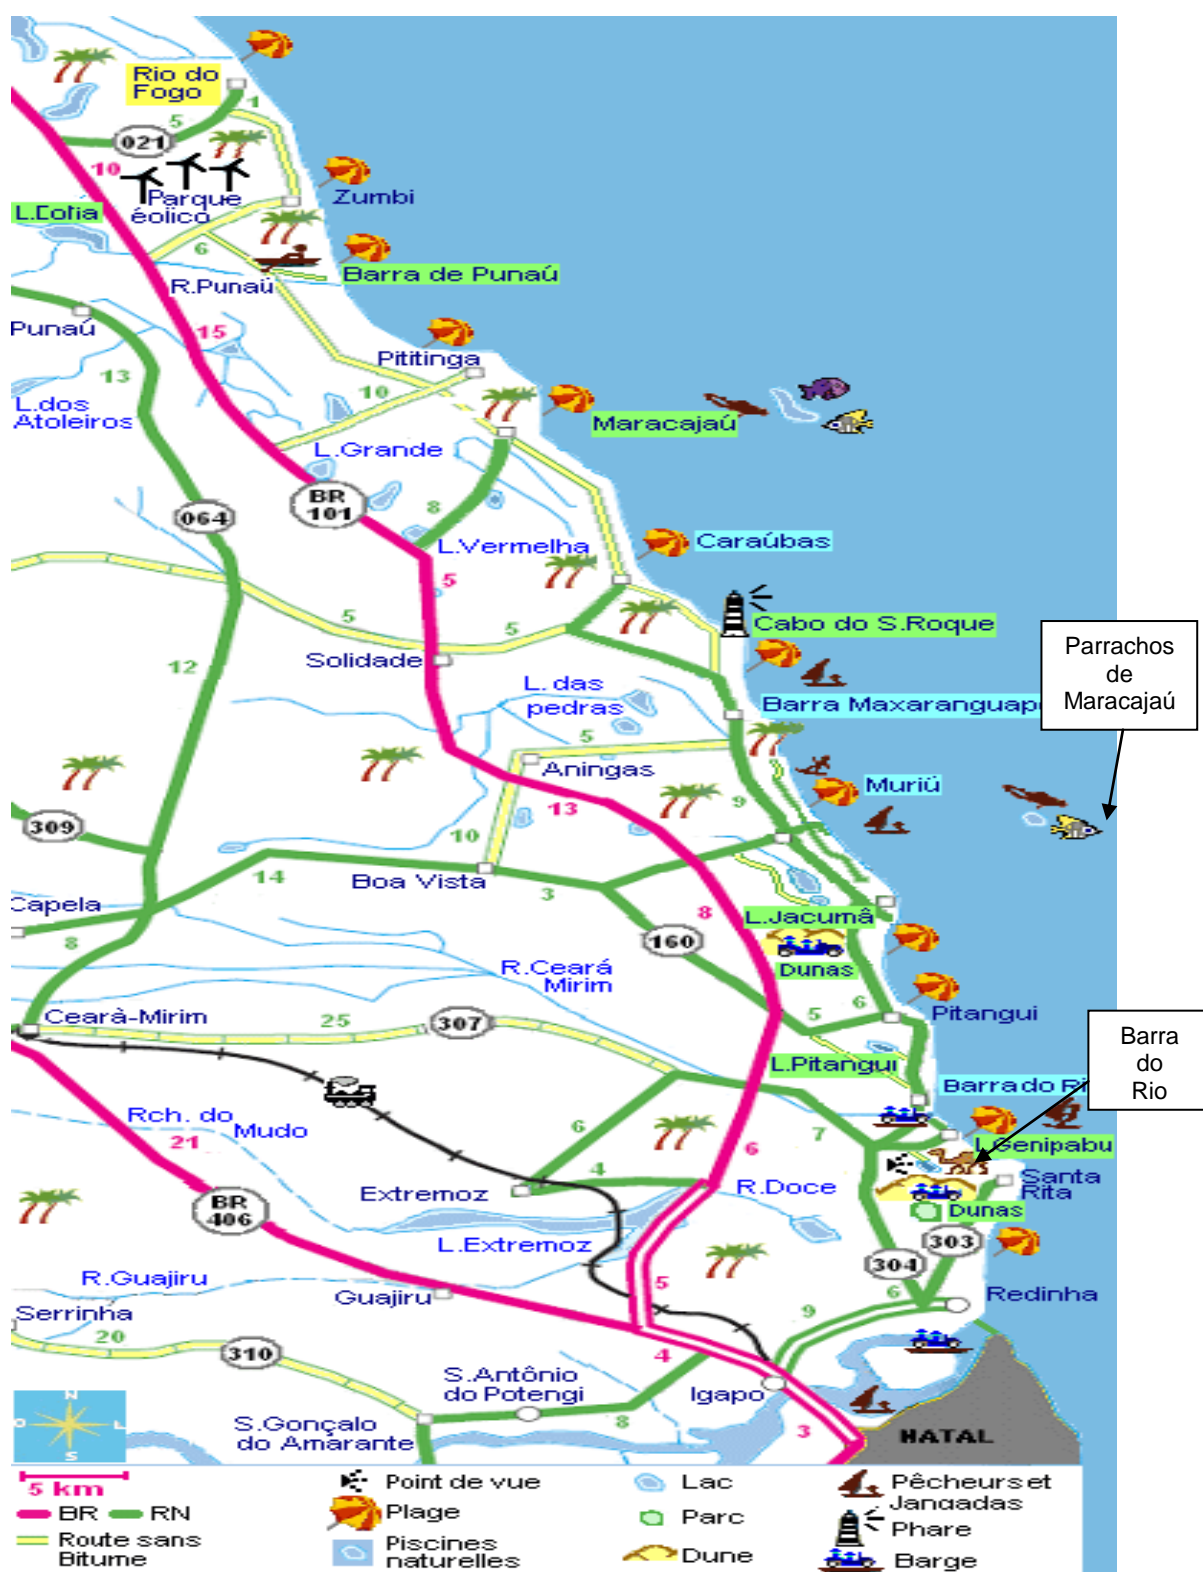 Rio do
Fogo
1
5
021
10
Parque
éolico
Zumbi
6
Barra de Punaú
R.Punaú
Punaú
15
Pititinga
13
10
L.dos
Atoleiros
Maracajaú
L.Grande
BR
101
8
064
L.Vermelha
Caraúbas
5
5
5
Cabo do S.Roque
Solidade
12
L. das
pedras
Barra Maxaranguape
5
Aningas
Muriú
13
9
309
10
Boa Vista
14
3
Capela
8
8
L.Jacumã
160
Dunas
R.Ceará
Mirim
Ceará-Mirim
25
307
5
6
Pitangui
L.Pitangui
Barra do Ri
Rch. do
Mudo
21
6
7
6
4
L.Genipabu
Extremoz
R.Doce
Santa
Rita
BR
406
Dunas
L.Extremoz
303
304
R.Guajiru
Guajiru
5
6
Redinha
9
Serrinha
20
310
4
S.Antônio
do Potengi
Igapo
8
S.Gonçalo
do Amarante
3
NATAL
N
O
L
S
5 km
BR
RN
Route sans
Bitume
Point de vue
Plage
Piscines
naturelles
Lac
Parc
Dune
Pêcheurs et
Jangadas
Phare
Barge
Parrachos
de
Maracajaú
Barra
do
Rio